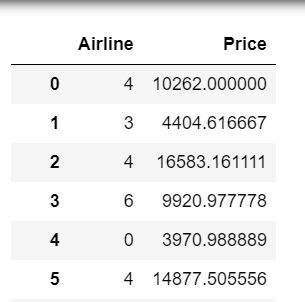 Airline Price
0 4 10262.000000
1 3 4404.616667
2 4 16583.161111
3 6 9920.977778
4 0 3970.988889
5 4 14877.505556